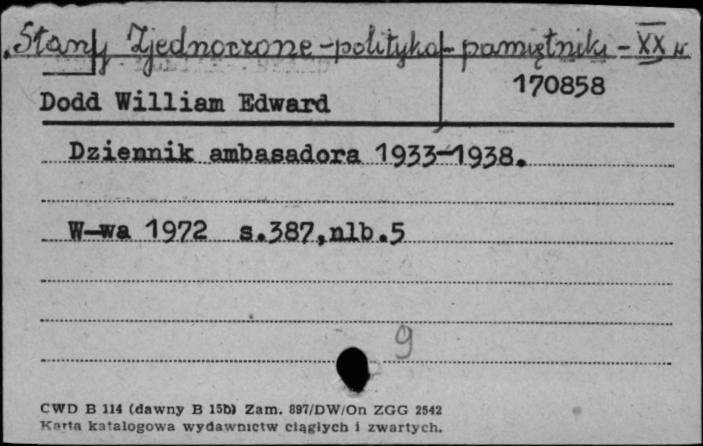 Stany Zjednoczone - polityka - pamiętniki - XX w
170858
Dodd William Edward
Dziennik ambasadora 1933-1938.
W-wa 1972 s.387,nlb.5
9
CWD B 114 (dawny B 15b) Zam. 897/DW/On ZGG 2542
Karta katalogowa wydawnictw ciągłych i zwartych.